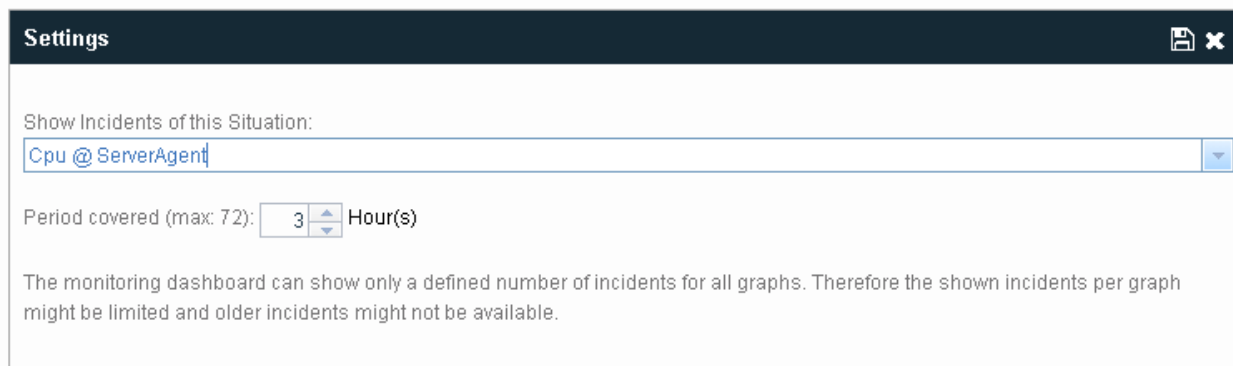 Settings
Show Incidents of this Situation:
Cpu @ ServerAgent
Period covered (max: 72): 3 Hour(s)
The monitoring dashboard can show only a defined number of incidents for all graphs. Therefore the shown incidents per graph
might be limited and older incidents might not be available.